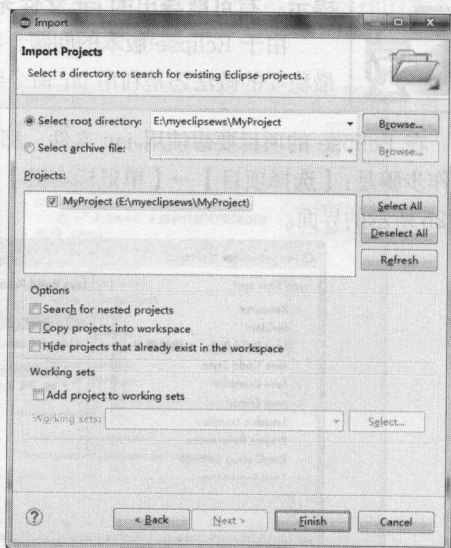 Import
Import Projects
Select a directory to search for existing Eclipse projects.
Select root directory: E:\myeclipsews\MyProject Browse...
Select archive file: Browse...
Projects:
MyProject (E:\myeclipsews\MyProject)
Select All
Deselect All
Refresh
Options
Search for nested projects
Copy projects into workspace
Hide projects that already exist in the workspace
Working sets
Add project to working sets
Working sets: Select...
< Back Next > Finish Cancel